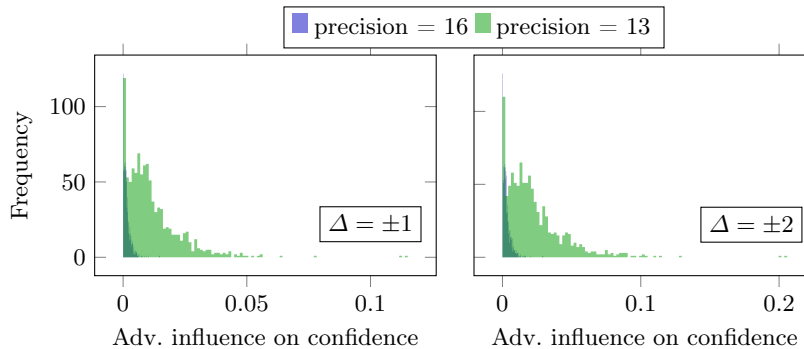 precision = 16 precision = 13
100
50
0
Frequency
Δ = ±1
Δ = ±2
0 0.05 0.1
0 0.1 0.2
Adv. influence on confidence
Adv. influence on confidence